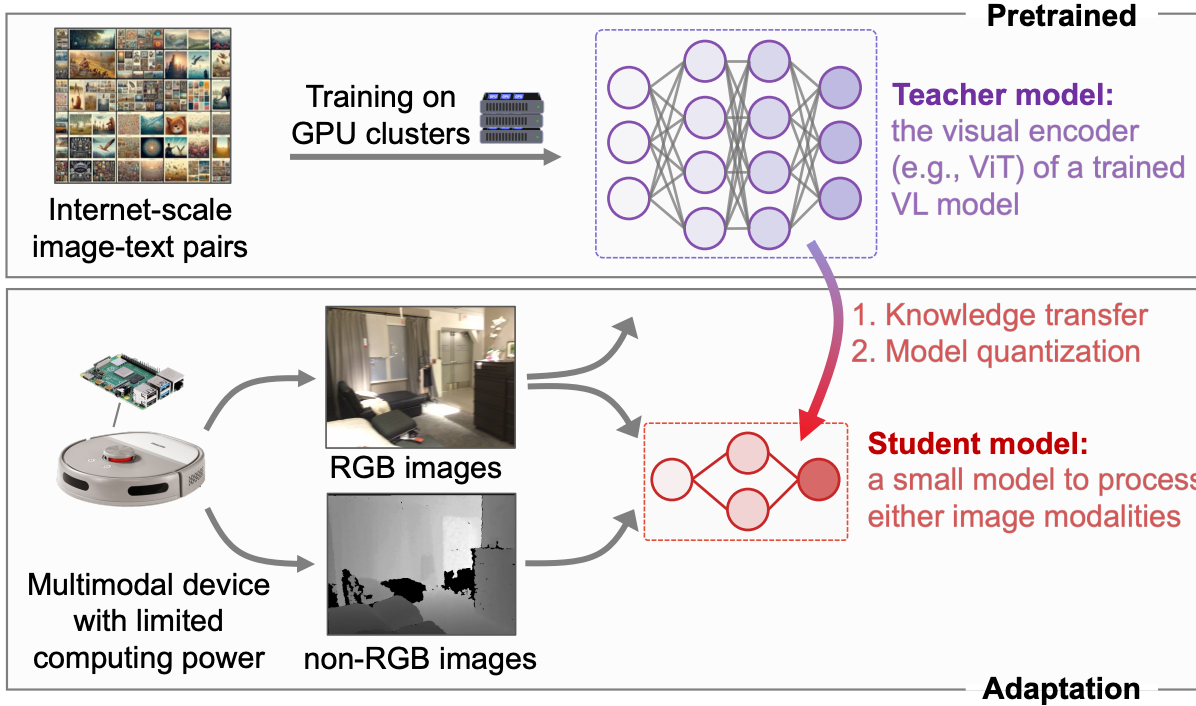 Pretrained
Training on
GPU clusters
Internet-scale
image-text pairs
Teacher model:
the visual encoder
(e.g., ViT) of a trained
VL model
1. Knowledge transfer
2. Model quantization
RGB images
Student model:
a small model to process
either image modalities
Multimodal device
with limited
computing power
non-RGB images
Adaptation